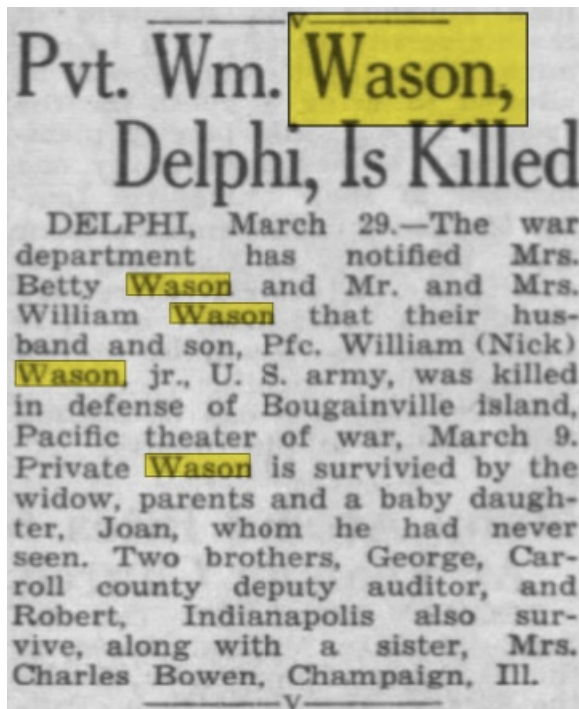 V
Pvt. Wm. Wason,
Delphi, Is Killed
DELPHI, March 29.—The war
department has notified Mrs.
Betty Wason and Mr. and Mrs.
William Wason that their hus-
band and son, Pfc. William (Nick)
Wason, jr., U. S. army, was killed
in defense of Bougainville island,
Pacific theater of war, March 9.
Private Wason is survivied by the
widow, parents and a baby daugh-
ter, Joan, whom he had never
seen. Two brothers, George, Car-
roll county deputy auditor, and
Robert, Indianapolis also sur-
vive, along with a sister, Mrs.
Charles Bowen, Champaign, Ill.
V